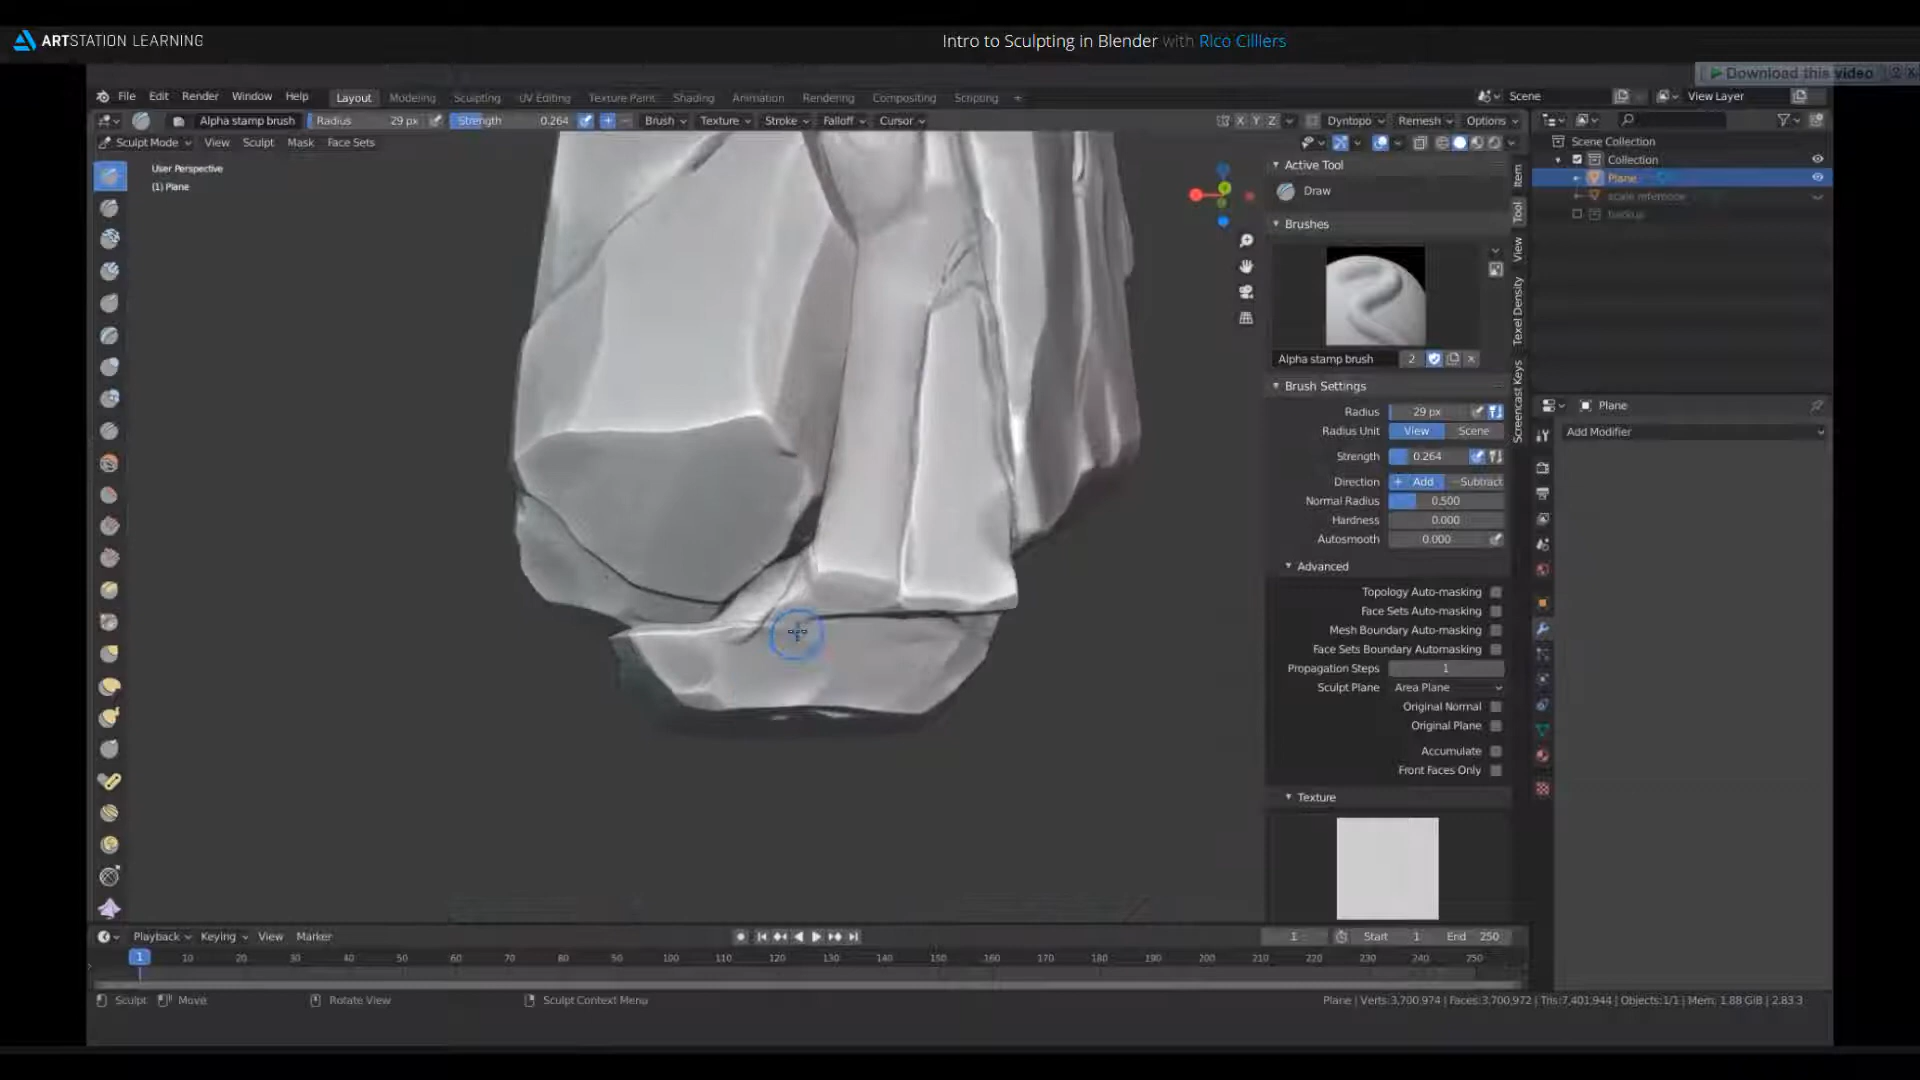 ARTSTATION LEARNING
Intro to Sculpting in Blender with Rico Cilliers
Download this video
File Edit Render Window Help Layout Modeling Sculpting UV Editing Texture Paint Shading Animation Rendering Compositing Scripting +
Scene View Layer
Alpha stamp brush Radius 29 px Strength 0.264 Brush Texture Stroke Falloff Cursor X Y Z Dyntopo Remesh Options
Sculpt Mode View Sculpt Mask Face Sets
User Perspective
(1) Plane
Active Tool
Draw
Brushes
Alpha stamp brush 2
Brush Settings
Radius 29 px
Radius Unit View Scene
Strength 0.264
Direction + Add Subtract
Normal Radius 0.500
Hardness 0.000
Autosmooth 0.000
Advanced
Topology Auto-masking
Face Sets Auto-masking
Mesh Boundary Auto-masking
Face Sets Boundary Automasking
Propagation Steps 1
Sculpt Plane Area Plane
Original Normal
Original Plane
Accumulate
Front Faces Only
Texture
Item
Tool
View
Texel Density
Screencast Keys
Scene Collection
Collection
Plane
scale reference
backup
Plane
Add Modifier
Playback Keying View Marker
1 Start 1 End 250
1 10 20 30 40 50 60 70 80 90 100 110 120 130 140 150 160 170 180 190 200 210 220 230 240 250
Sculpt Move Rotate View Sculpt Context Menu
Plane | Verts:3,700,974 | Faces:3,700,972 | Tris:7,401,944 | Objects:1/1 | Mem: 1.88 GiB | 2.83.3